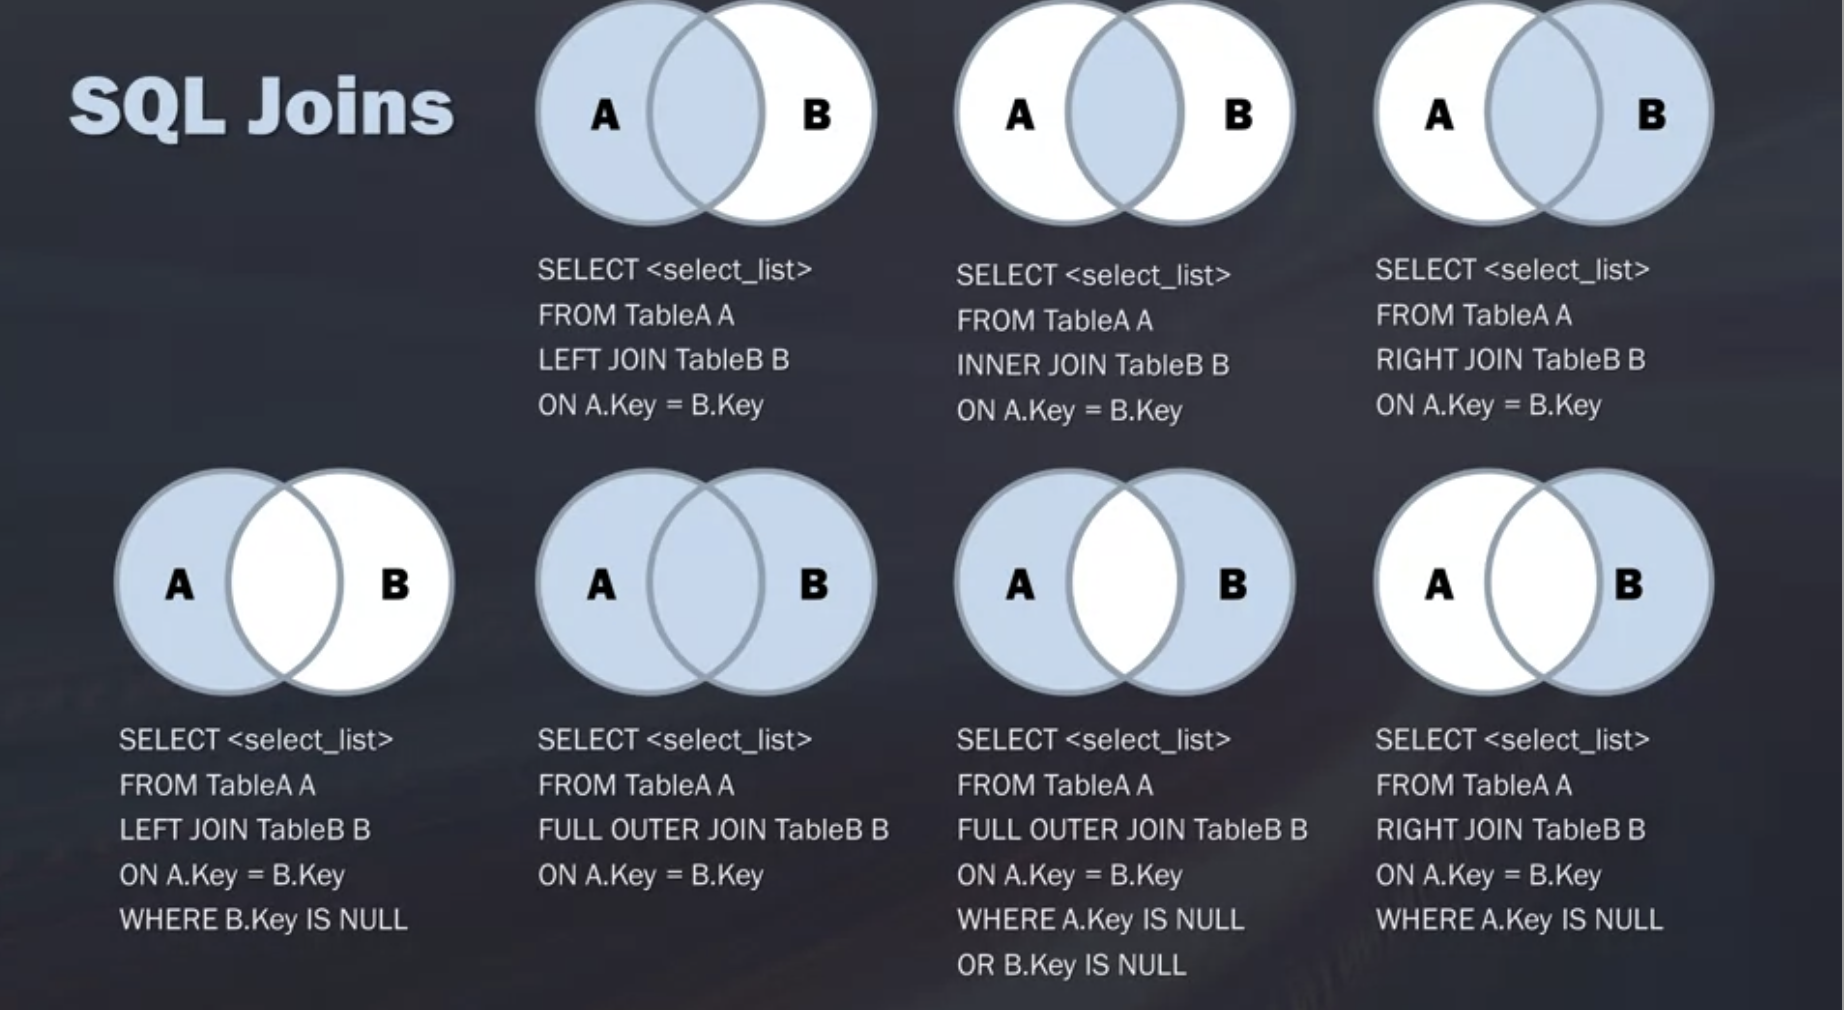 SQL Joins
A
B
SELECT <select_list>
FROM TableA A
LEFT JOIN TableB B
ON A.Key = B.Key
A
B
SELECT <select_list>
FROM TableA A
INNER JOIN TableB B
ON A.Key = B.Key
A
B
SELECT <select_list>
FROM TableA A
RIGHT JOIN TableB B
ON A.Key = B.Key
A
B
SELECT <select_list>
FROM TableA A
LEFT JOIN TableB B
ON A.Key = B.Key
WHERE B.Key IS NULL
A
B
SELECT <select_list>
FROM TableA A
FULL OUTER JOIN TableB B
ON A.Key = B.Key
A
B
SELECT <select_list>
FROM TableA A
FULL OUTER JOIN TableB B
ON A.Key = B.Key
WHERE A.Key IS NULL
OR B.Key IS NULL
A
B
SELECT <select_list>
FROM TableA A
RIGHT JOIN TableB B
ON A.Key = B.Key
WHERE A.Key IS NULL